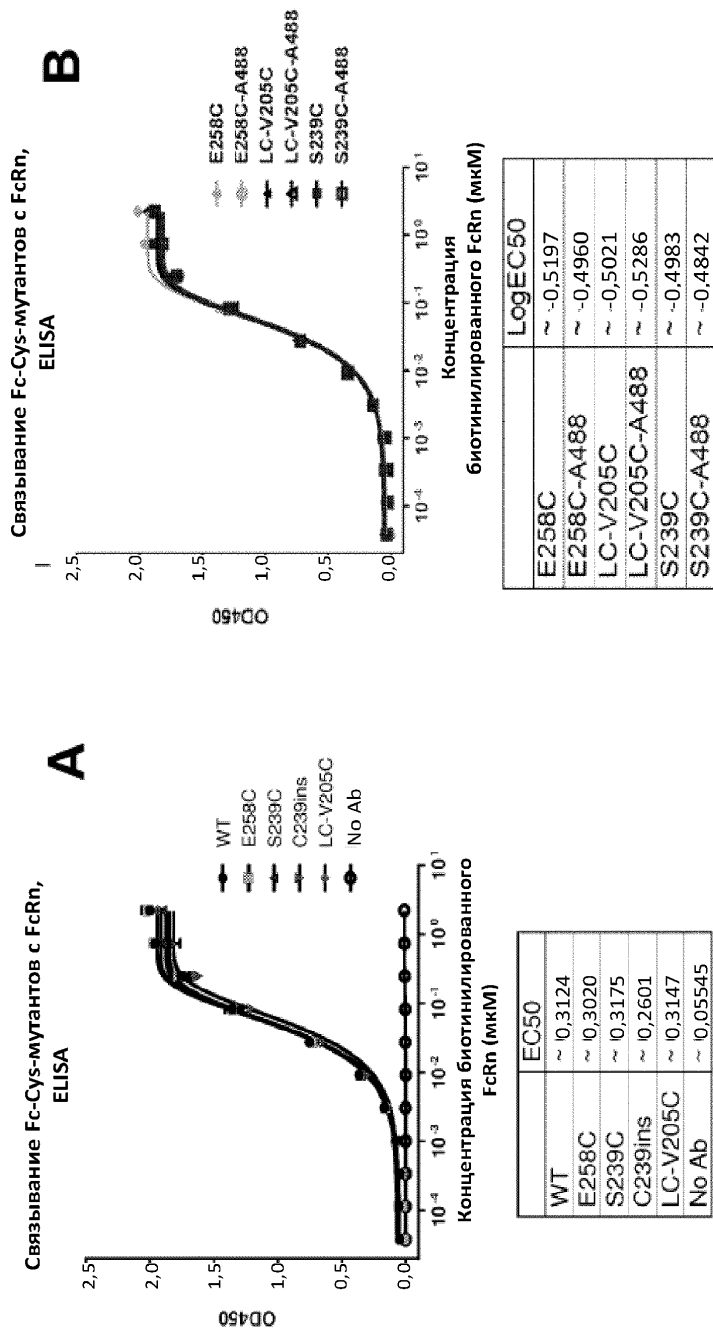 A
Связывание Fc-Cys-мутантов с FcRn,
ELISA
OD450
2,5
2,0
1,5
1,0
0,5
0,0
10-4
10-3
10-2
10-1
100
101
Концентрация биотинилированного
FcRn (мкМ)
WT
E258C
S239C
C239ins
LC-V205C
No Ab
EC50
WT ~ 0,3124
E258C ~ 0,3020
S239C ~ 0,3175
C239ins ~ 0,2601
LC-V205C ~ 0,3147
No Ab ~ 0,05545
B
Связывание Fc-Cys-мутантов с FcRn,
ELISA
OD450
2,5
2,0
1,0
1,0
0,0
10-4
10-3
10-2
10-1
100
101
Концентрация
биотинилированного FcRn (мкМ)
E258C
E258C-A488
LC-V205C
LC-V205C-A488
S239C
S239C-A488
LogEC50
E258C ~ -0,5197
E258C-A488 ~ -0,4960
LC-V205C ~ -0,5021
LC-V205C-A488 ~ -0,5286
S239C ~ -0,4983
S239C-A488 ~ -0,4842